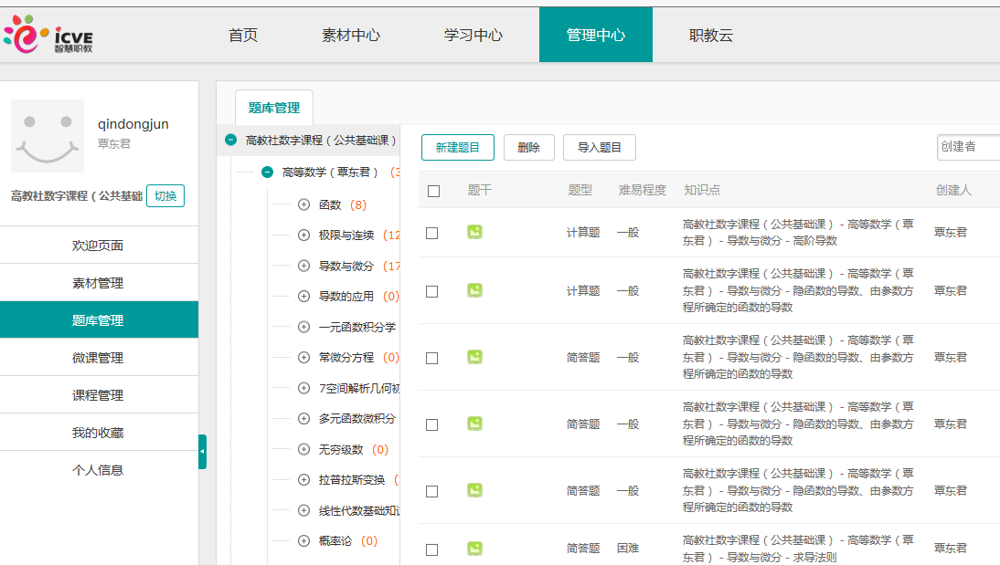 icve
智慧职教
首页
素材中心
学习中心
管理中心
职教云
qindongjun
覃东君
高教社数字课程（公共基础
切换
欢迎页面
素材管理
题库管理
微课管理
课程管理
我的收藏
个人信息
题库管理
高教社数字课程（公共基础课）
高等数学（覃东君） (3
函数 (8)
极限与连续 (12
导数与微分 (17
导数的应用 (0)
一元函数积分学
常微分方程 (0)
7空间解析几何初
多元函数微积分
无穷级数 (0)
拉普拉斯变换 (
线性代数基础知识
概率论 (0)
新建题目 删除 导入题目 创建者
题干 题型 难易程度 知识点 创建人
计算题 一般 高教社数字课程（公共基础课） - 高等数学（覃 覃东君
东君） - 导数与微分 - 高阶导数
计算题 一般 高教社数字课程（公共基础课） - 高等数学（覃 覃东君
东君） - 导数与微分 - 隐函数的导数、由参数方
程所确定的函数的导数
简答题 一般 高教社数字课程（公共基础课） - 高等数学（覃 覃东君
东君） - 导数与微分 - 隐函数的导数、由参数方
程所确定的函数的导数
简答题 一般 高教社数字课程（公共基础课） - 高等数学（覃 覃东君
东君） - 导数与微分 - 隐函数的导数、由参数方
程所确定的函数的导数
简答题 一般 高教社数字课程（公共基础课） - 高等数学（覃 覃东君
东君） - 导数与微分 - 隐函数的导数、由参数方
程所确定的函数的导数
简答题 困难 高教社数字课程（公共基础课） - 高等数学（覃 覃东君
东君） - 导数与微分 - 求导法则